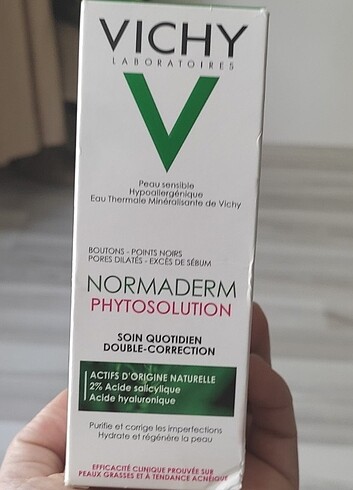 VICHY
LABORATOIRES
V
Peau sensible
Hypoallergénique
Eau Thermale Minéralisante de Vichy
BOUTONS - POINTS NOIRS
PORES DILATÉS - EXCÈS DE SÉBUM
NORMADERM
PHYTOSOLUTION
SOIN QUOTIDIEN
DOUBLE-CORRECTION
ACTIFS D'ORIGINE NATURELLE
2% Acide salicylique
Acide hyaluronique
Purifie et corrige les imperfections
Hydrate et régénère la peau
EFFICACITÉ CLINIQUE PROUVÉE SUR
PEAUX GRASSES ET À TENDANCE ACNÉIQUE